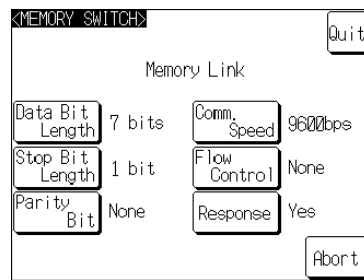 <MEMORY SWITCH>
Quit
Memory Link
Data Bit Length 7 bits
Comm. Speed 9600bps
Stop Bit Length 1 bit
Flow Control None
Parity Bit None
Response Yes
Abort